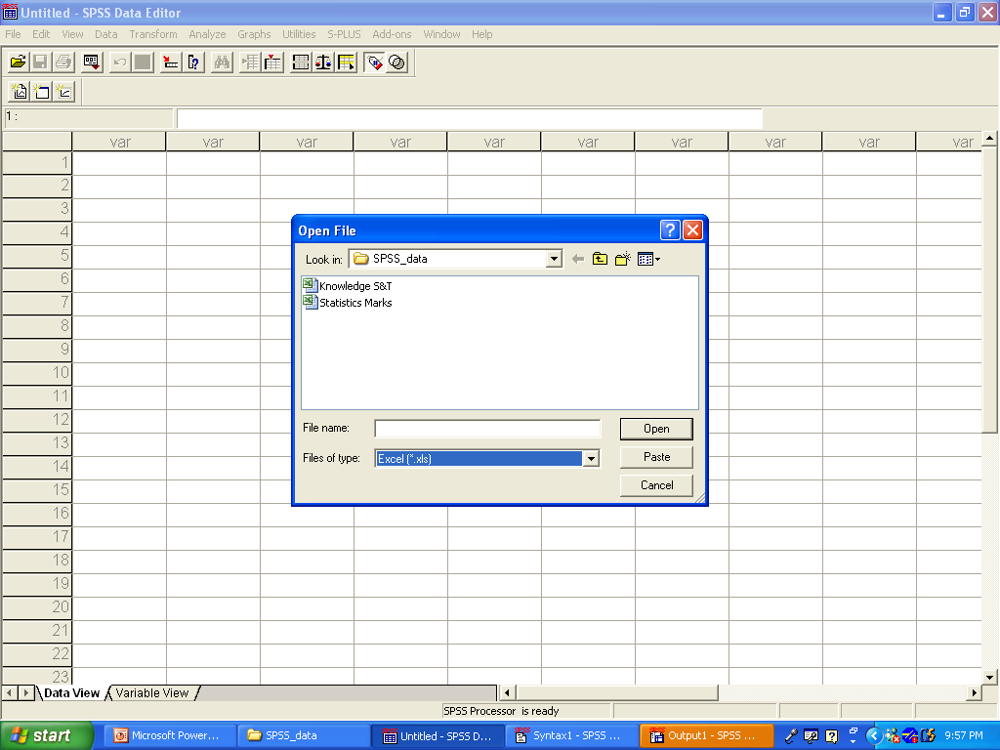 Untitled - SPSS Data Editor
File Edit View Data Transform Analyze Graphs Utilities S-PLUS Add-ons Window Help
1 :
var var var var var var var var var var
1
2
3
4
5
6
7
8
9
10
11
12
13
14
15
16
17
18
19
20
21
22
23
Open File
Look in: SPSS_data
Knowledge S&T
Statistics Marks
File name: Open
Files of type: Excel (*.xls) Paste
Cancel
Data View Variable View
SPSS Processor is ready
start Microsoft Power... SPSS_data Untitled - SPSS D... Syntax1 - SPSS ... Output1 - SPSS ... 9:57 PM